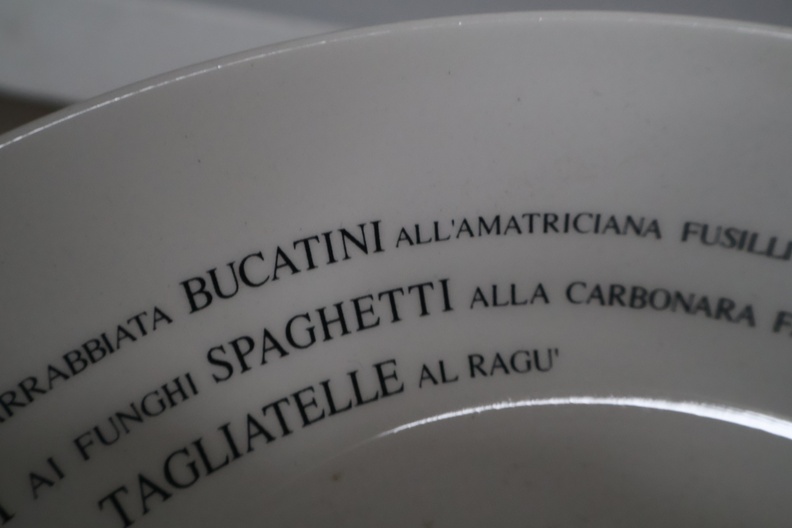 RRABBIATA BUCATINI ALL'AMATRICIANA FUSILLI
AI FUNGHI SPAGHETTI ALLA CARBONARA
TAGLIATELLE AL RAGU'